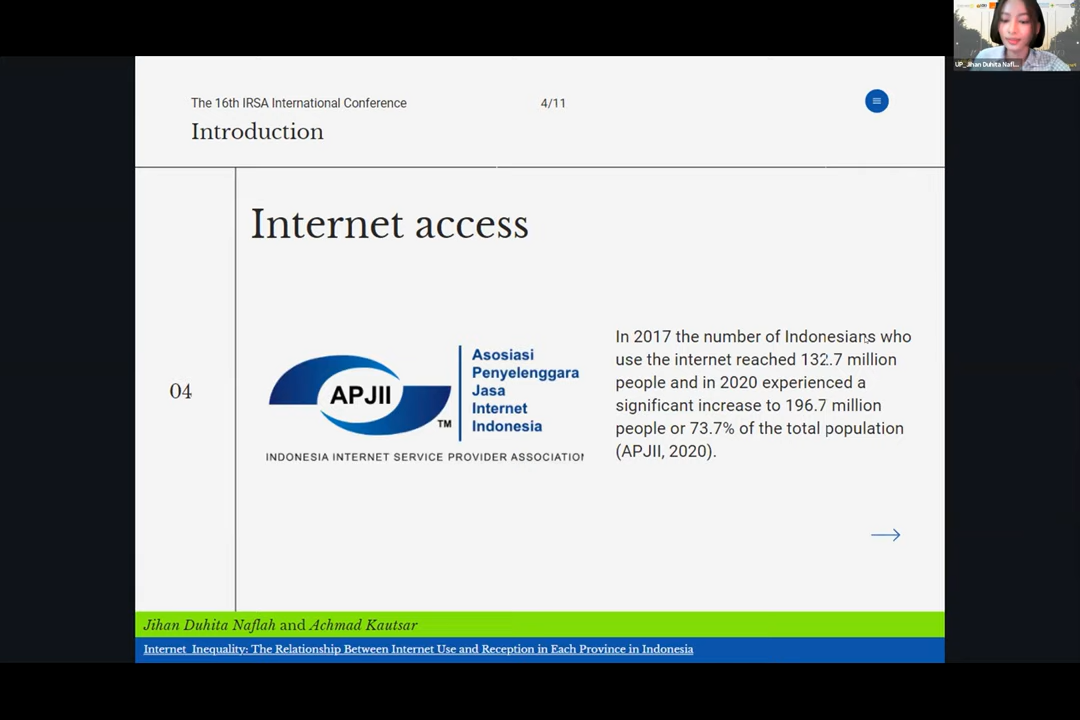 UP_Jihan Duhita Nafl...
The 16th IRSA International Conference
4/11
Introduction
Internet access
04
APJII
TM
Asosiasi
Penyelenggara
Jasa
Internet
Indonesia
INDONESIA INTERNET SERVICE PROVIDER ASSOCIATION
In 2017 the number of Indonesians who
use the internet reached 132.7 million
people and in 2020 experienced a
significant increase to 196.7 million
people or 73.7% of the total population
(APJII, 2020).
Jihan Duhita Naflah and Achmad Kautsar
Internet Inequality: The Relationship Between Internet Use and Reception in Each Province in Indonesia